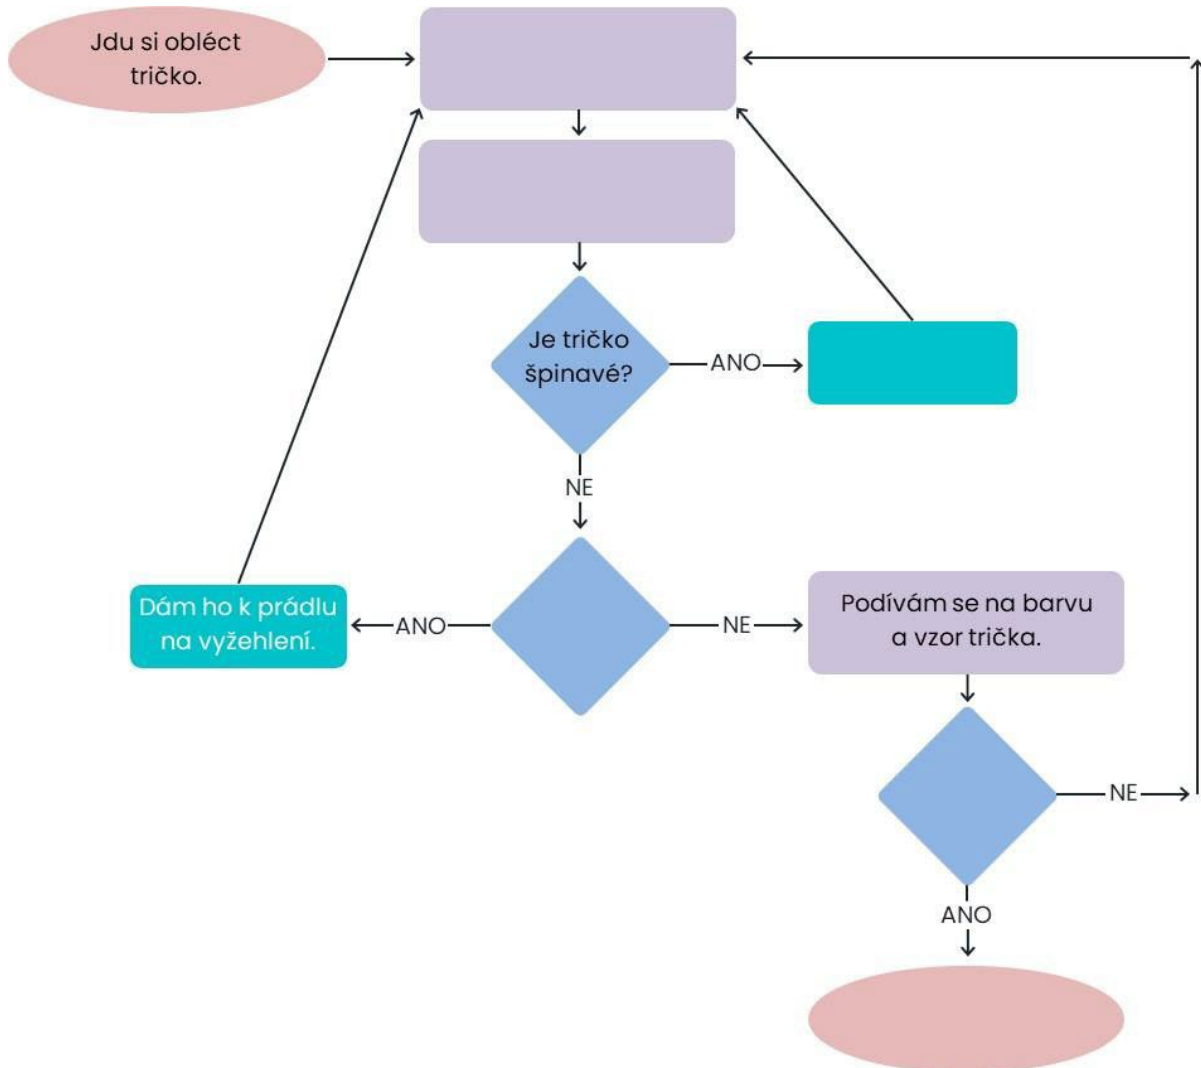 Jdu si obléct
tričko.
Je tričko
špinavé?
ANO
NE
Dám ho k prádlu
na vyžehlení.
ANO
NE
Podívám se na barvu
a vzor trička.
NE
ANO